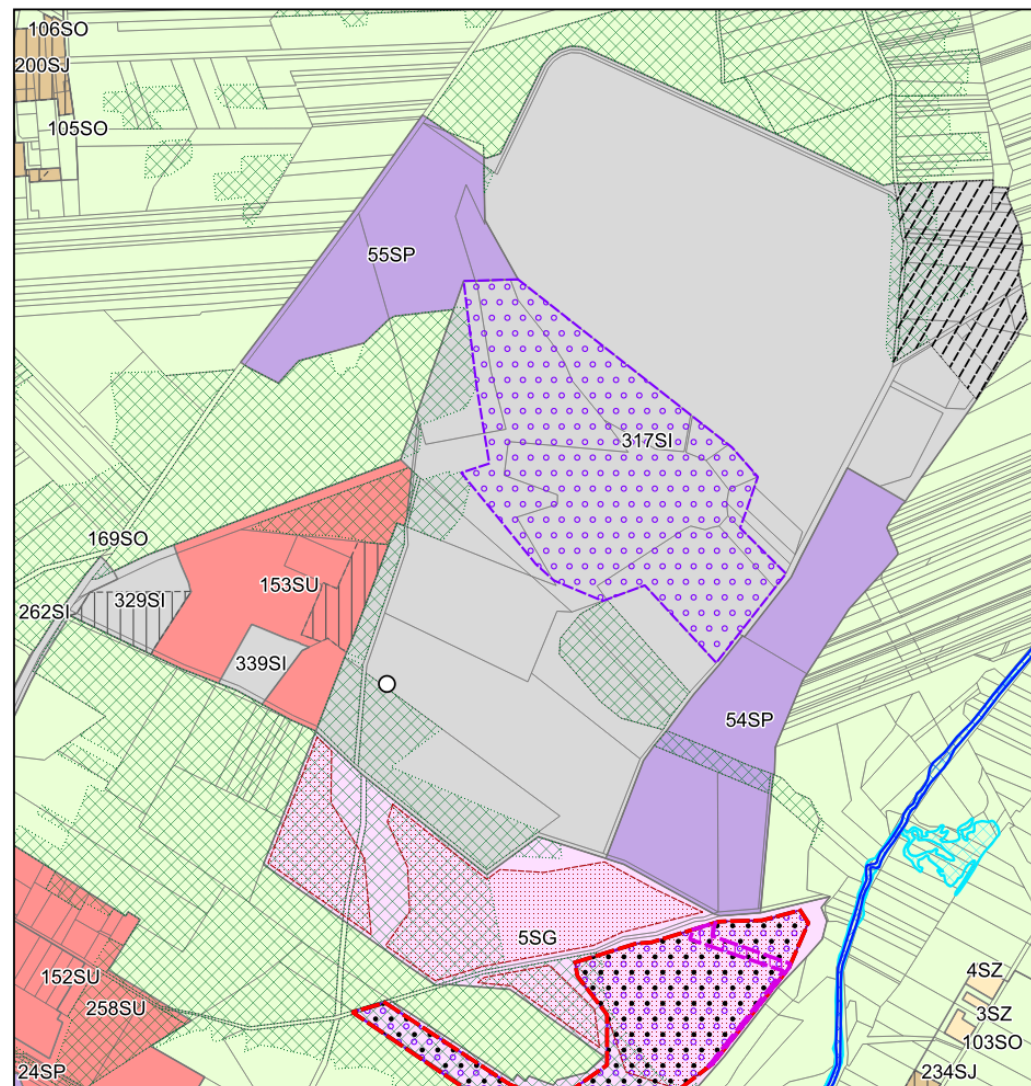 106SO
200SJ
105SO
55SP
317SI
169SO
153SU
329SI
262SI
339SI
54SP
5SG
152SU
4SZ
258SU
3SZ
103SO
24SP
234SJ